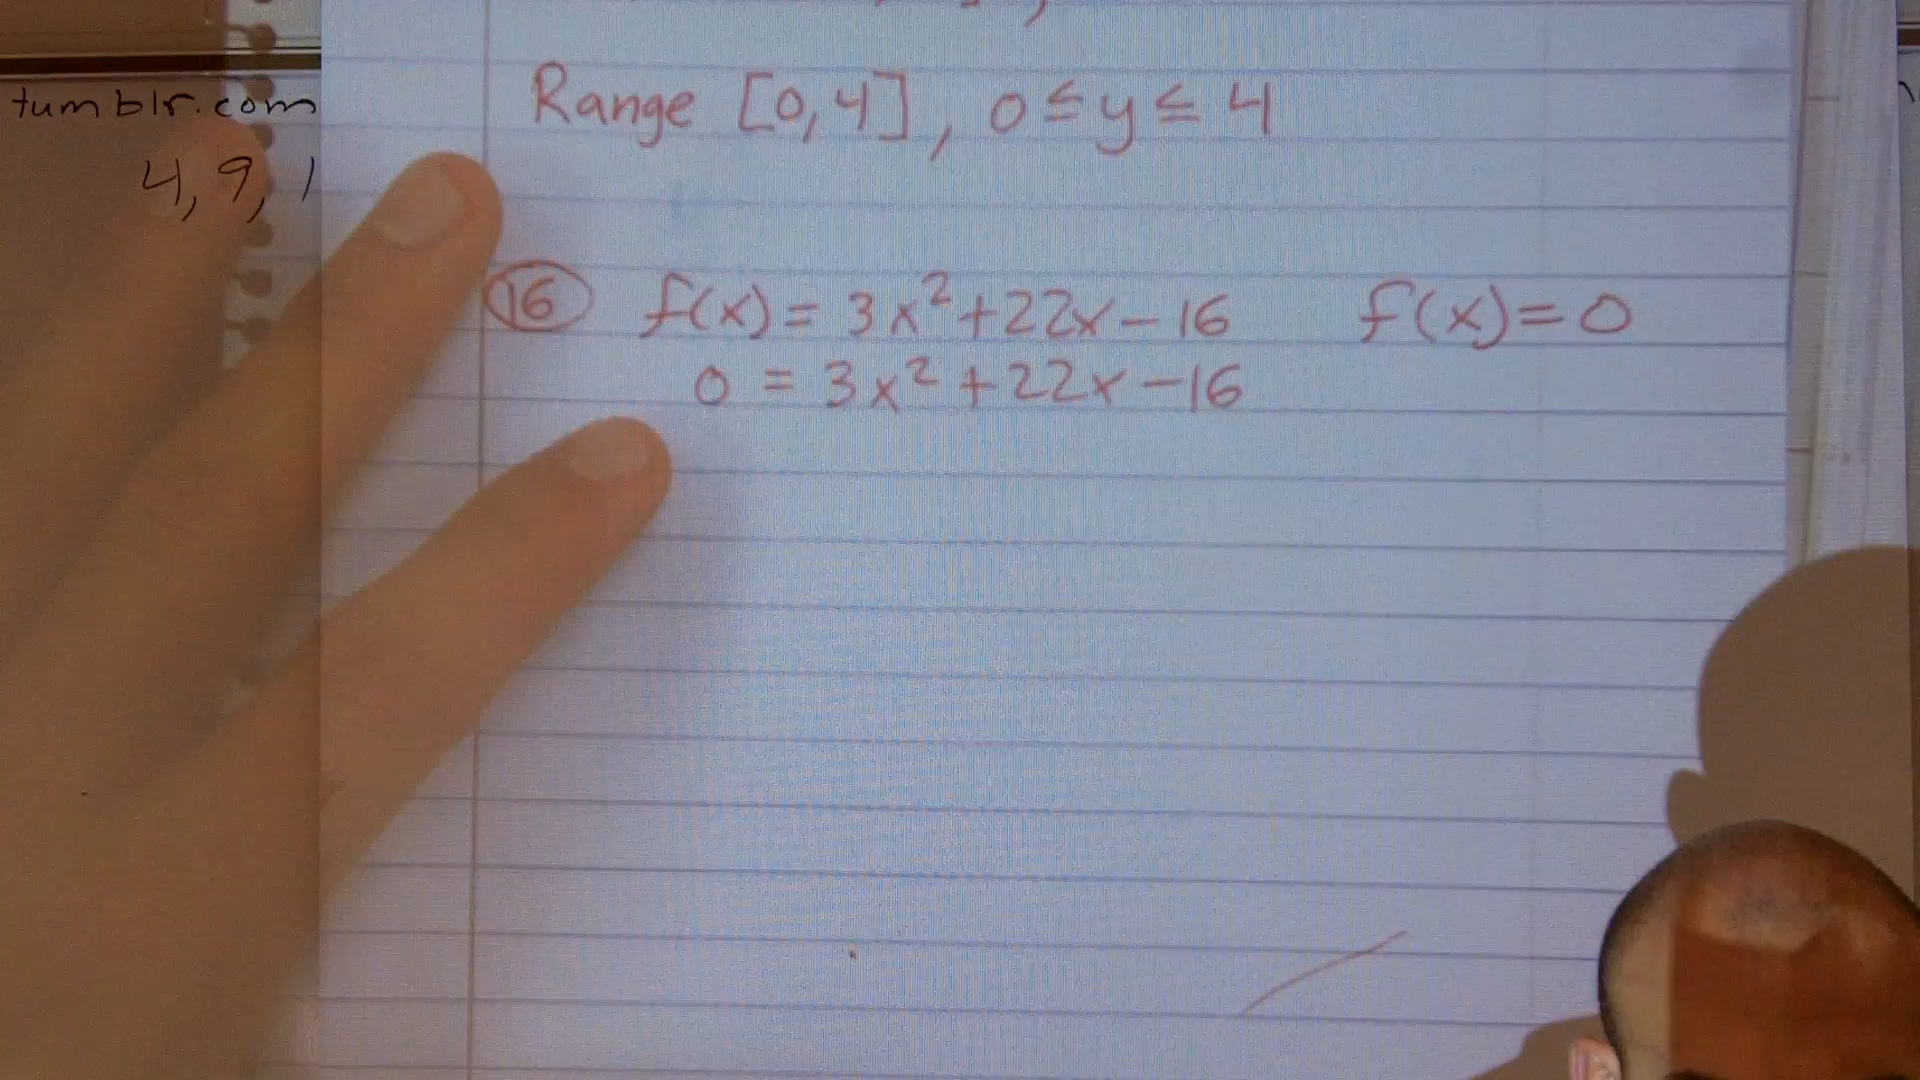 tumblr.com
4, 9, 1
Range [0,4], 0 ≤ y ≤ 4
16 f(x) = 3x² + 22x - 16 f(x) = 0
0 = 3x² + 22x - 16